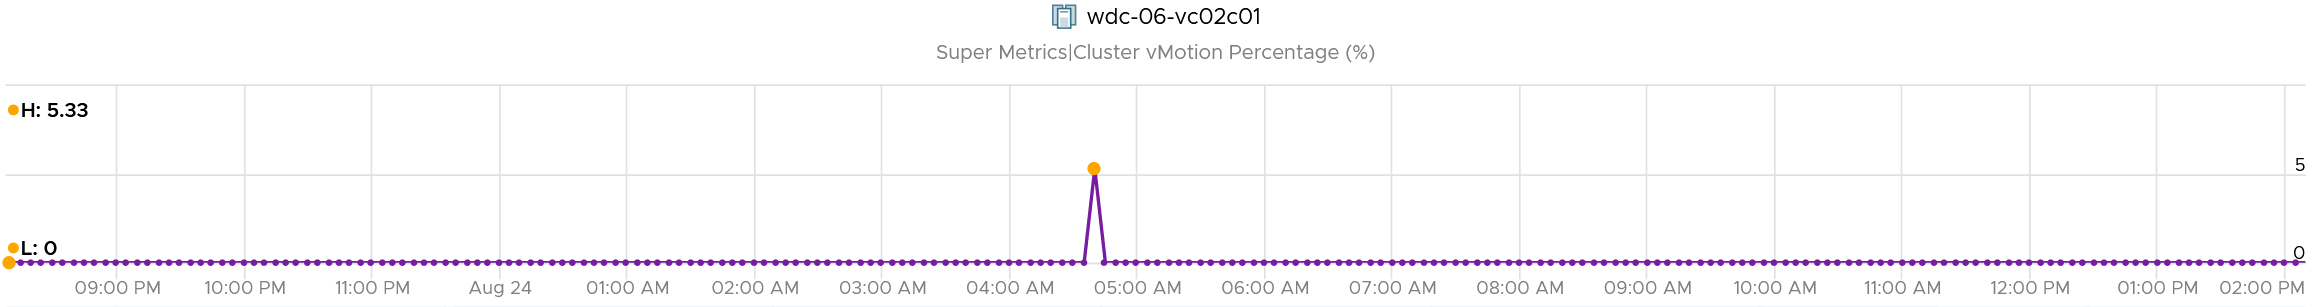 wdc-06-vc02c01
Super Metrics|Cluster vMotion Percentage (%)
H: 5.33
5
L: 0
0
09:00 PM 10:00 PM 11:00 PM Aug 24 01:00 AM 02:00 AM 03:00 AM 04:00 AM 05:00 AM 06:00 AM 07:00 AM 08:00 AM 09:00 AM 10:00 AM 11:00 AM 12:00 PM 01:00 PM 02:00 PM